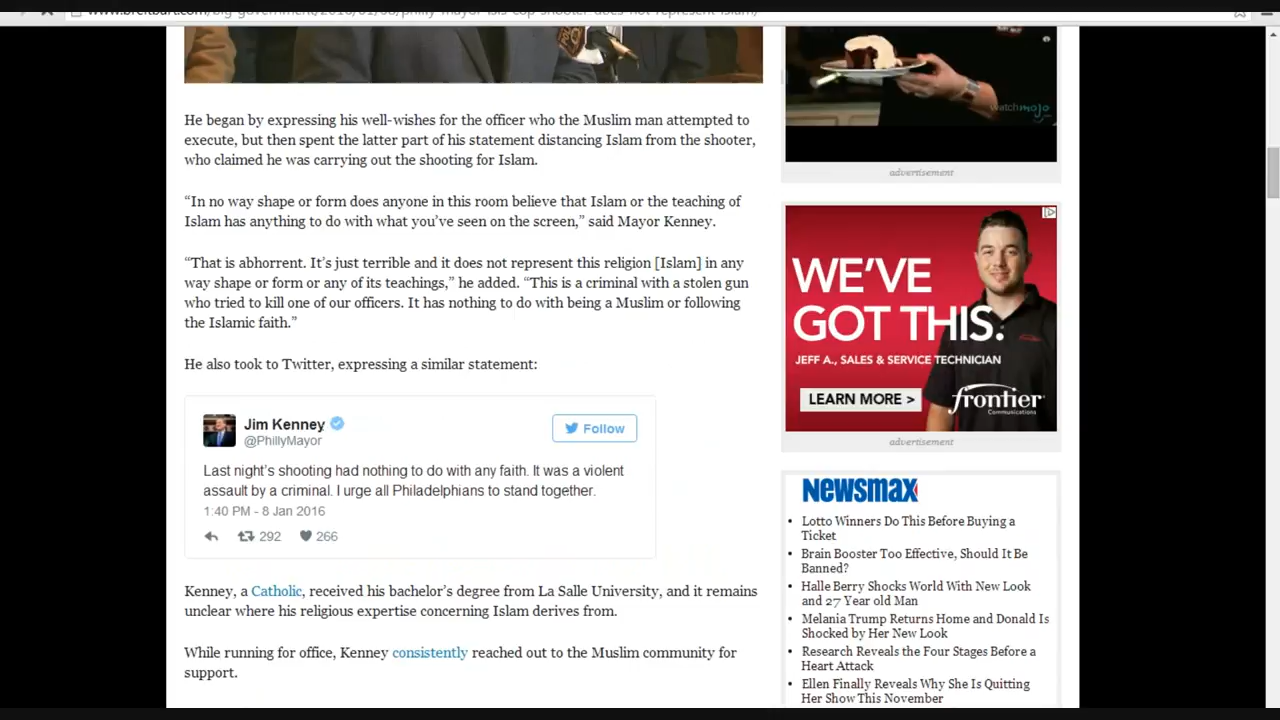 He began by expressing his well-wishes for the officer who the Muslim man attempted to
execute, but then spent the latter part of his statement distancing Islam from the shooter,
who claimed he was carrying out the shooting for Islam.
“In no way shape or form does anyone in this room believe that Islam or the teaching of
Islam has anything to do with what you’ve seen on the screen,” said Mayor Kenney.
“That is abhorrent. It’s just terrible and it does not represent this religion [Islam] in any
way shape or form or any of its teachings,” he added. “This is a criminal with a stolen gun
who tried to kill one of our officers. It has nothing to do with being a Muslim or following
the Islamic faith.”
He also took to Twitter, expressing a similar statement:
Jim Kenney
@PhillyMayor
Follow
Last night’s shooting had nothing to do with any faith. It was a violent
assault by a criminal. I urge all Philadelphians to stand together.
1:40 PM - 8 Jan 2016
292 266
Kenney, a Catholic, received his bachelor’s degree from La Salle University, and it remains
unclear where his religious expertise concerning Islam derives from.
While running for office, Kenney consistently reached out to the Muslim community for
support.
watchmojo
advertisement
WE’VE
GOT THIS.
JEFF A., SALES & SERVICE TECHNICIAN
LEARN MORE >
frontier
Communications
advertisement
Newsmax
• Lotto Winners Do This Before Buying a
Ticket
• Brain Booster Too Effective, Should It Be
Banned?
• Halle Berry Shocks World With New Look
and 27 Year old Man
• Melania Trump Returns Home and Donald Is
Shocked by Her New Look
• Research Reveals the Four Stages Before a
Heart Attack
• Ellen Finally Reveals Why She Is Quitting
Her Show This November